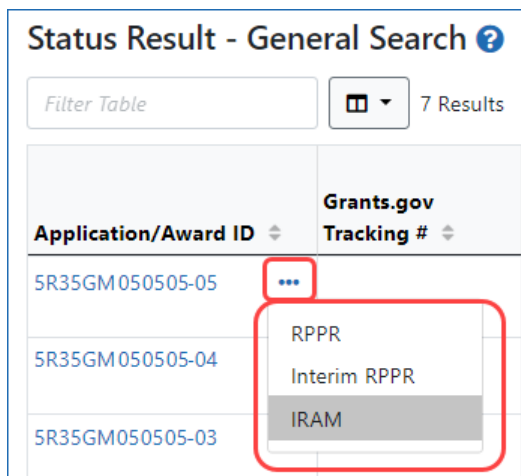 Status Result - General Search ?
Filter Table
7 Results
Application/Award ID
Grants.gov
Tracking #
5R35GM050505-05
•••
RPPR
Interim RPPR
IRAM
5R35GM050505-04
5R35GM050505-03